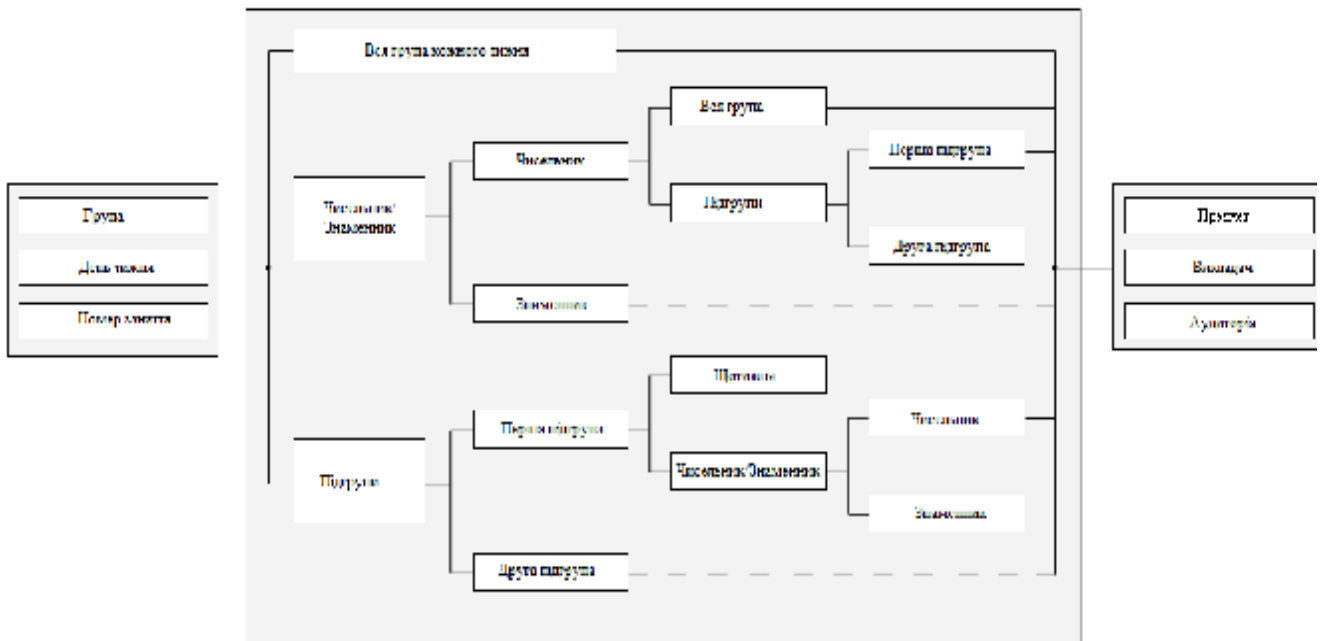 Вся група кожного тижня
Вся група
Чисельник
Перша підгрупа
Група
Чисельник/
Знаменник
Підгрупи
Предмет
День тижня
Друга підгрупа
Викладач
Номер заняття
Знаменник
Аудиторія
Щотижня
Перша підгрупа
Чисельник
Підгрупи
Чисельник/Знаменник
Знаменник
Друга підгрупа